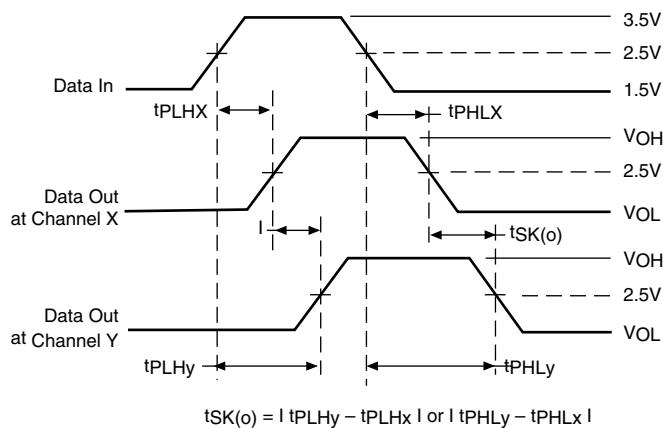 3.5V
2.5V
Data In
1.5V
tPLHX
tPHLX
VOH
2.5V
Data Out
at Channel X
VOL
I
tSK(o)
VOH
2.5V
Data Out
at Channel Y
VOL
tPLHy
tPHLy
tSK(o) = I tPLHy – tPLHx I or I tPHLy – tPHLx I